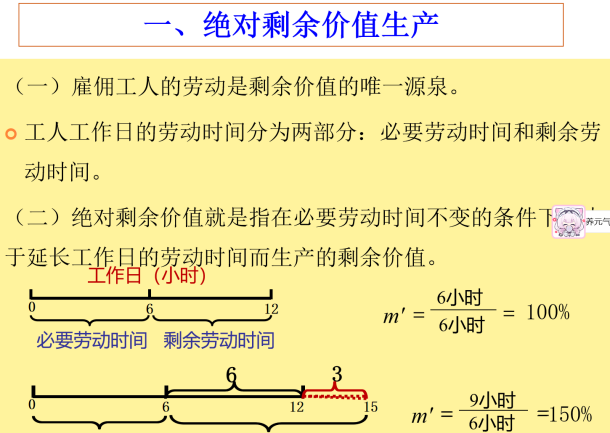 一、绝对剩余价值生产
（一）雇佣工人的劳动是剩余价值的唯一源泉。
工人工作日的劳动时间分为两部分：必要劳动时间和剩余劳
动时间。
（二）绝对剩余价值就是指在必要劳动时间不变的条件下
养元气
于延长工作日的劳动时间而生产的剩余价值。
工作日（小时）
0 6 12
必要劳动时间 剩余劳动时间
m′ = 6小时 / 6小时 = 100%
6 3
0 6 12 15
m′ = 9小时 / 6小时 =150%